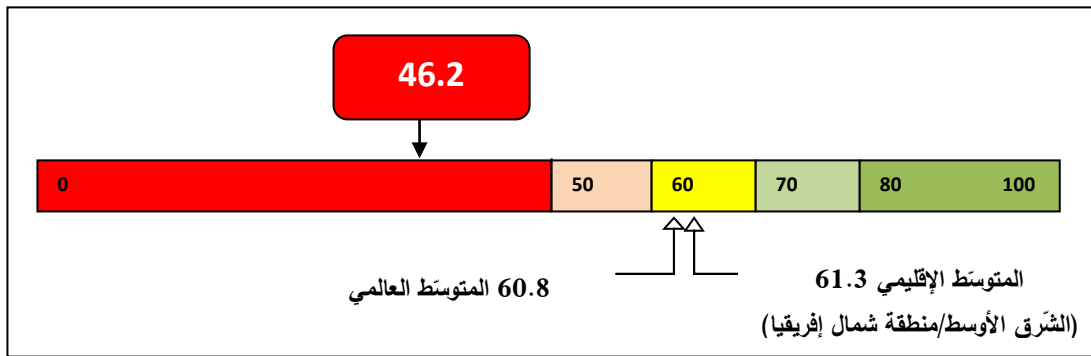 46.2
0 50 60 70 80 100
المتوسّط الإقليمي 61.3
(الشّرق الأوسط/منطقة شمال إفريقيا)
60.8 المتوسّط العالمي